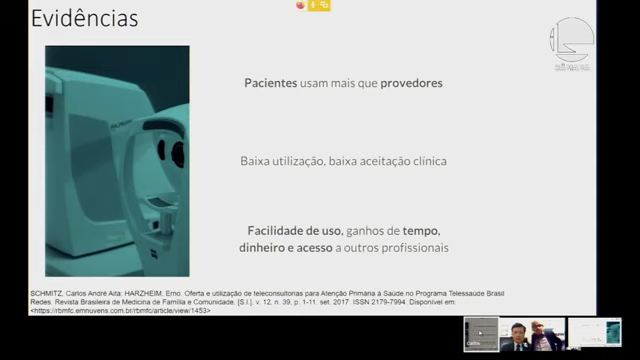 Evidências
Pacientes usam mais que provedores
Baixa utilização, baixa aceitação clínica
Facilidade de uso, ganhos de tempo,
dinheiro e acesso a outros profissionais
SCHMITZ, Carlos André Aita; HARZHEIM, Erno. Oferta e utilização de teleconsultorias para Atenção Primária à Saúde no Programa Telessaúde Brasil
Redes. Revista Brasileira de Medicina de Família e Comunidade, [S.l.], v. 12, n. 39, p. 1-11, set. 2017. ISSN 2179-7994. Disponível em:
<https://rbmfc.emnuvens.com.br/rbmfc/article/view/1453>